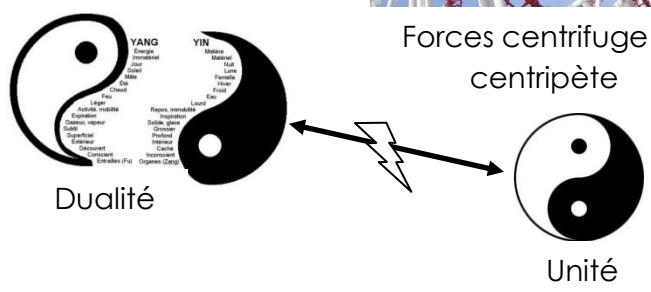 Forces centrifuge
centripète
YANG
Énergie
Immatériel
Jour
Soleil
Mâle
Été
Chaud
Feu
Léger
Activité, mobilité
Expiration
Gazeux, vapeur
Subtil
Superficiel
Extérieur
Découvert
Conscient
Entrailles (Fu)
YIN
Matière
Matériel
Nuit
Lune
Femelle
Hiver
Froid
Eau
Lourd
Repos, immobilité
Inspiration
Solide, glace
Grossier
Profond
Intérieur
Caché
Inconscient
Organes (Zang)
Dualité
Unité